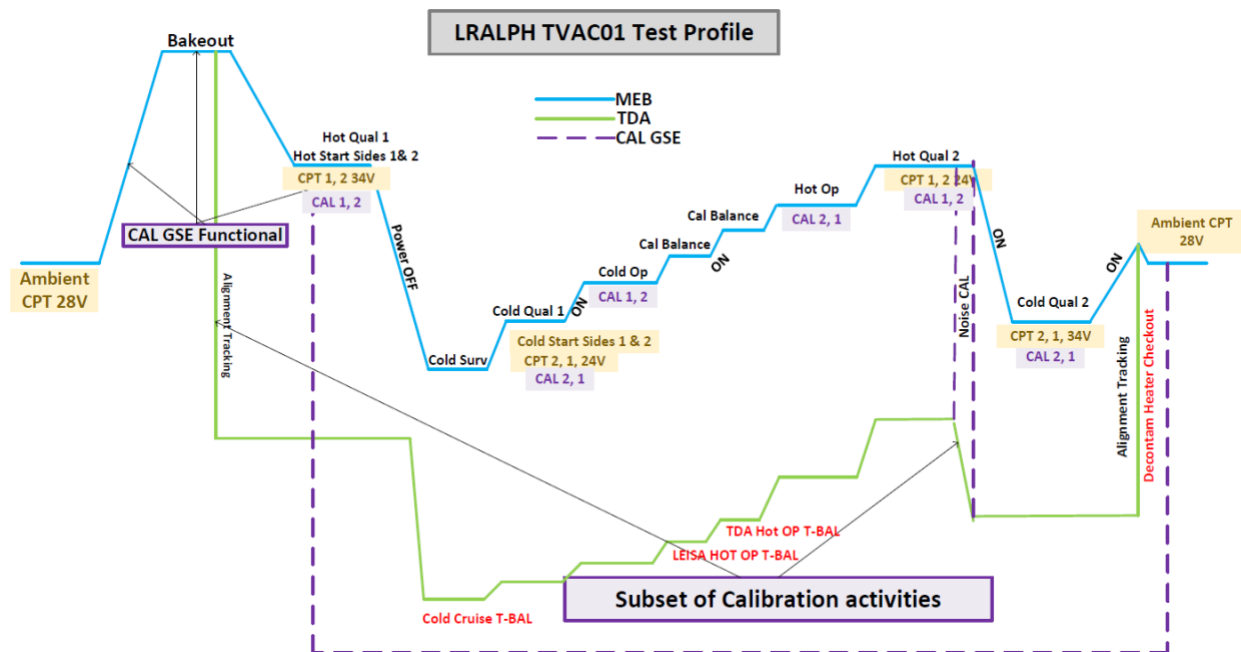 LRALPH TVAC01 Test Profile
Bakeout
MEB
TDA
CAL GSE
Hot Qual 1
Hot Start Sides 1& 2
CPT 1, 2 34V
CAL 1, 2
CAL GSE Functional
Ambient
CPT 28V
Alignment Tracking
Power OFF
Cold Surv
Cold Qual 1
ON
Cold Start Sides 1 & 2
CPT 2, 1, 24V
CAL 2, 1
Cold Op
CAL 1, 2
Cal Balance
ON
Cal Balance
Hot Op
CAL 2, 1
Hot Qual 2
CPT 1, 2 24V
CAL 1, 2
Noise CAL
ON
Cold Qual 2
CPT 2, 1, 34V
CAL 2, 1
ON
Ambient CPT
28V
Alignment Tracking
Decontam Heater Checkout
TDA Hot OP T-BAL
LEISA HOT OP T-BAL
Cold Cruise T-BAL
Subset of Calibration activities